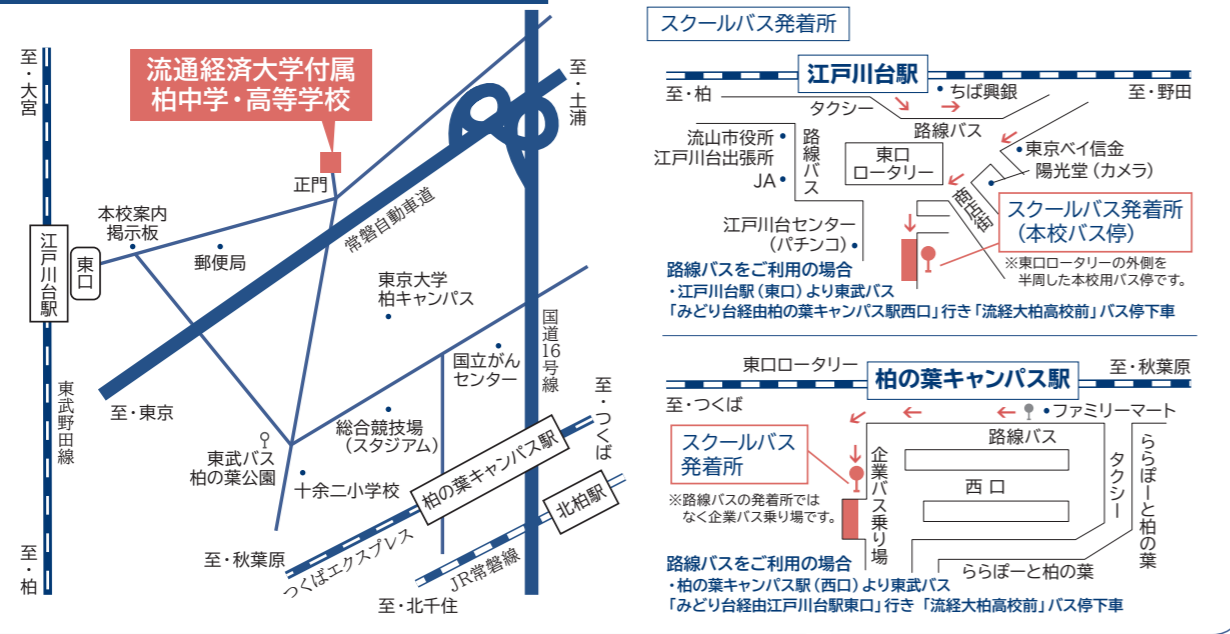 至・大宮
流通経済大学付属
柏中学・高等学校
至・土浦
正門
本校案内
掲示板
郵便局
常磐自動車道
江戸川台駅
東口
東京大学
柏キャンパス
国道16号線
国立がん
センター
至・東京
東武野田線
総合競技場
(スタジアム)
至・つくば
東武バス
柏の葉公園
十余二小学校
柏の葉キャンパス駅
北柏駅
至・秋葉原
つくばエクスプレス
JR常磐線
至・柏
至・北千住
スクールバス発着所
江戸川台駅
至・柏
ちば興銀
至・野田
タクシー
路線バス
流山市役所
江戸川台出張所
JA
路線バス
東口
ロータリー
東京ベイ信金
陽光堂(カメラ)
商店街
スクールバス発着所
(本校バス停)
江戸川台センター
(パチンコ)
※東口ロータリーの外側を
半周した本校用バス停です。
路線バスをご利用の場合
・江戸川台駅(東口)より東武バス
「みどり台経由柏の葉キャンパス駅西口」行き「流経大柏高校前」バス停下車
東口ロータリー
柏の葉キャンパス駅
至・秋葉原
至・つくば
ファミリーマート
路線バス
スクールバス
発着所
企業バス乗り場
西口
タクシー
ららぽーと柏の葉
※路線バスの発着所では
なく企業バス乗り場です。
ららぽーと柏の葉
路線バスをご利用の場合
・柏の葉キャンパス駅(西口)より東武バス
「みどり台経由江戸川台駅東口」行き「流経大柏高校前」バス停下車